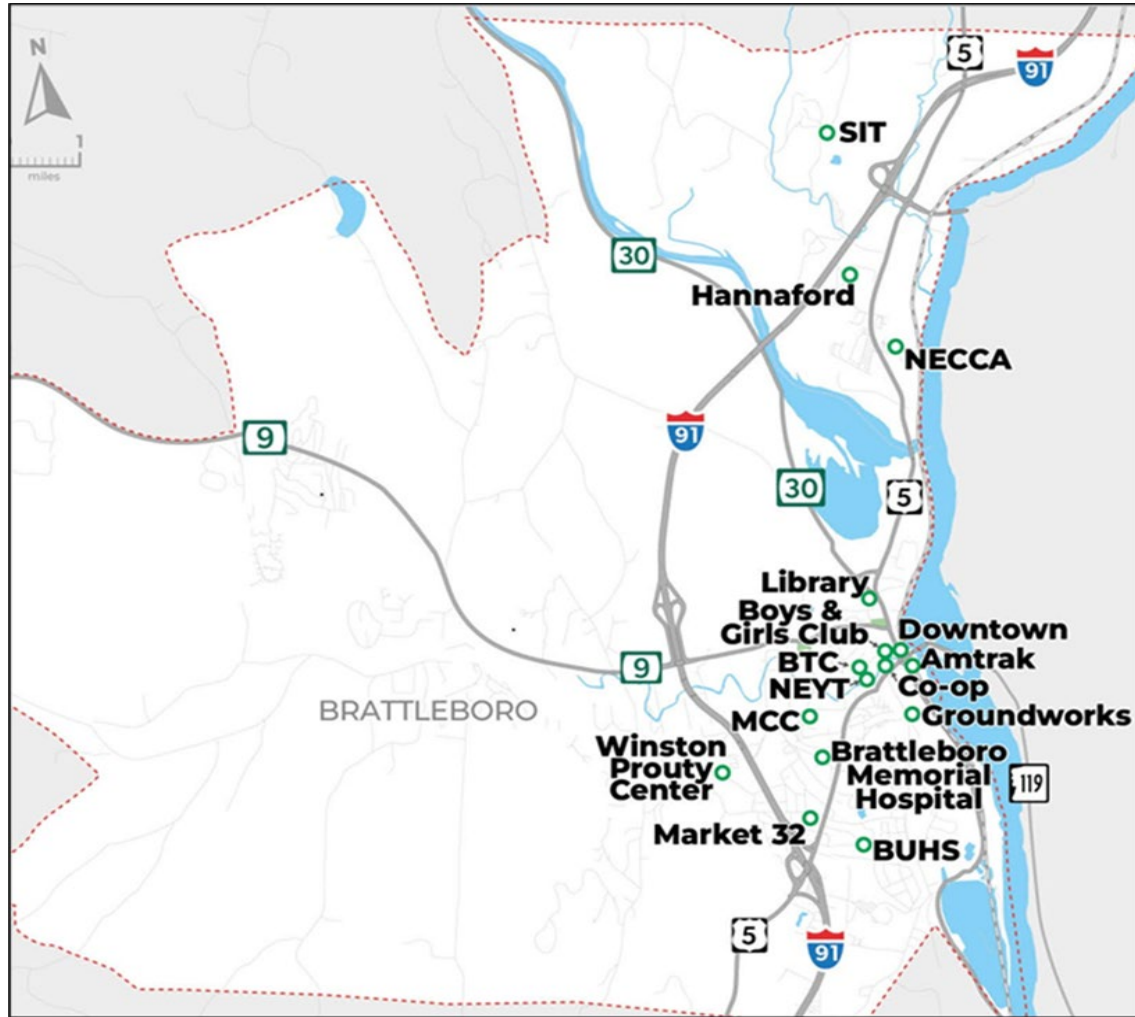 N
1
miles
5
91
SIT
30
Hannaford
NECCA
9
91
30
5
Library
Boys &
Girls Club
Downtown
BTC
Amtrak
NEYT
Co-op
9
BRATTLEBORO
MCC
Groundworks
Winston
Prouty
Center
Brattleboro
Memorial
Hospital
119
Market 32
BUHS
5
91